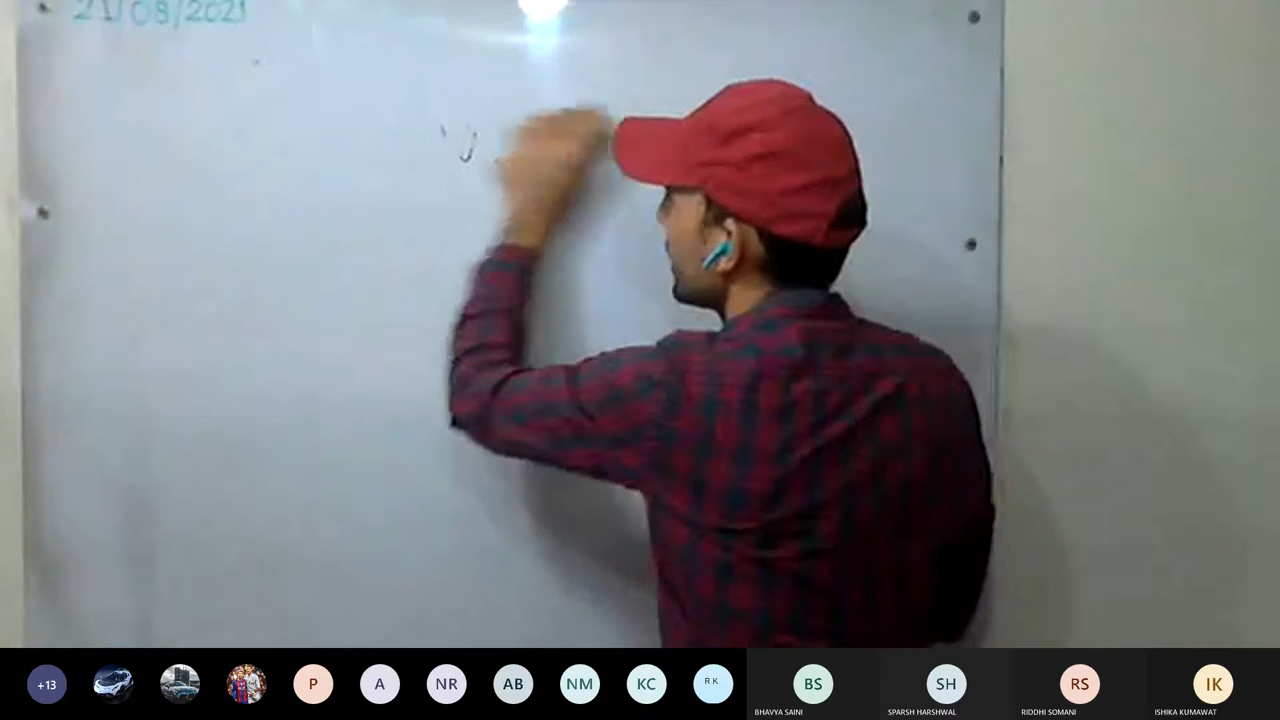 21/08/2021
+13
P
A
NR
AB
NM
KC
R K
BS
SH
RS
IK
BHAVYA SAINI
SPARSH HARSHWAL
RIDDHI SOMANI
ISHIKA KUMAWAT